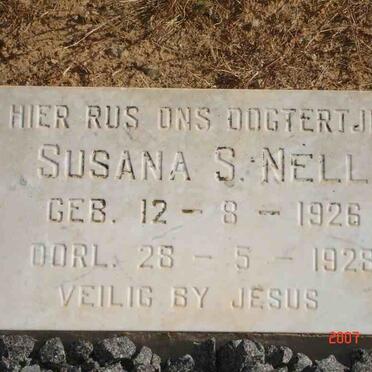 HIER RUS ONS DOGTERTJI
SUSANA S. NELL
GEB. 12 - 8 - 1926
OORL. 28 - 5 - 1928
VEILIG BY JESUS
2007